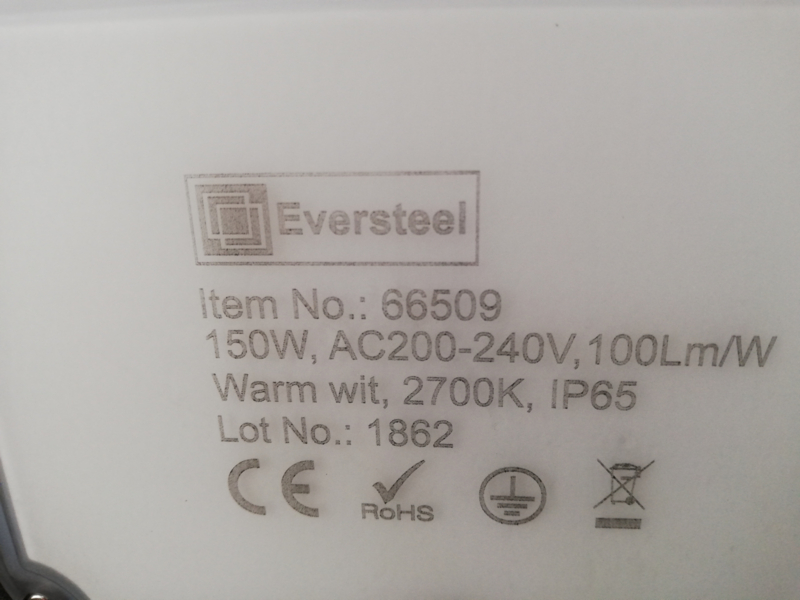 Eversteel
Item No.: 66509
150W, AC200-240V,100Lm/W
Warm wit, 2700K, IP65
Lot No.: 1862
CE
RoHS